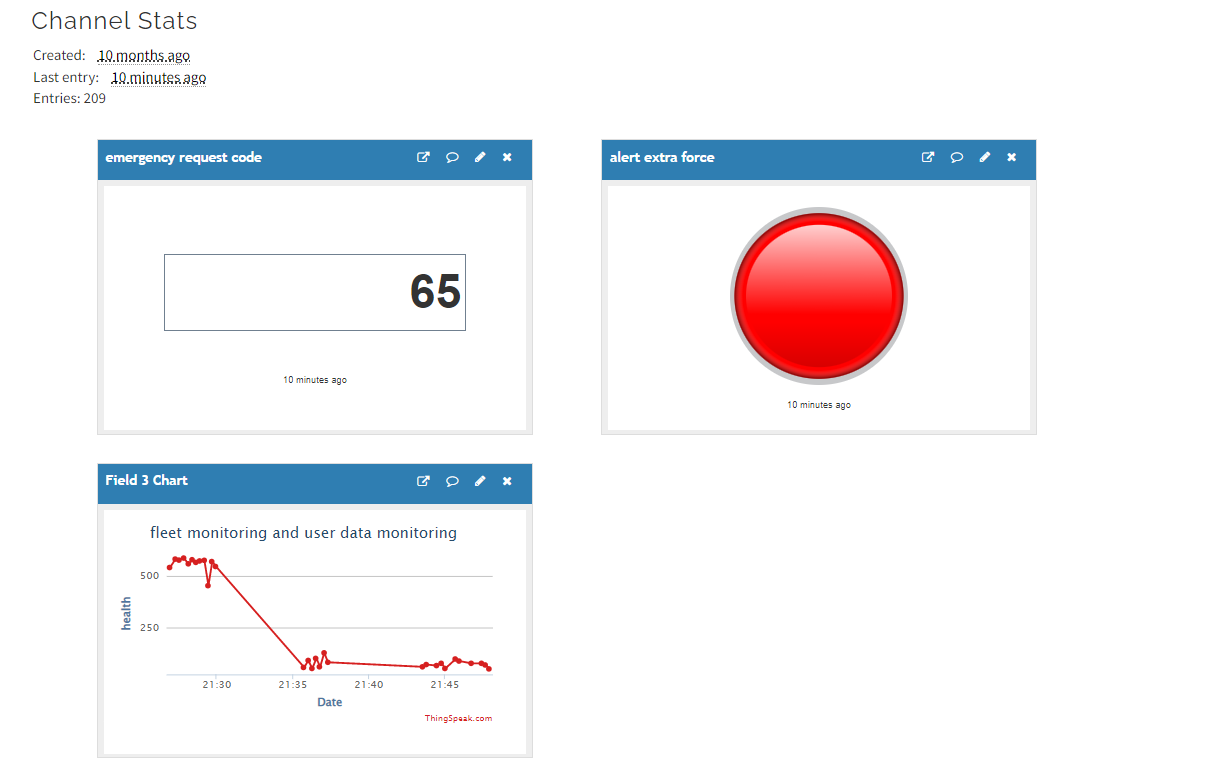 Channel Stats
Created: 10 months ago
Last entry: 10 minutes ago
Entries: 209
emergency request code
alert extra force
65
10 minutes ago
10 minutes ago
Field 3 Chart
fleet monitoring and user data monitoring
500
250
health
21:30 21:35 21:40 21:45
Date
ThingSpeak.com